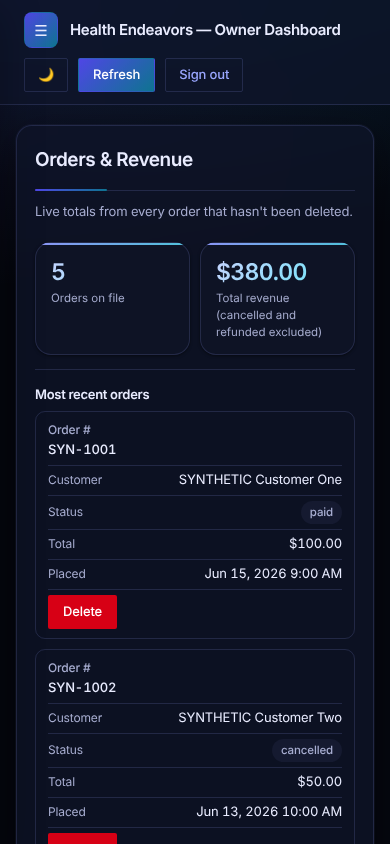 Health Endeavors — Owner Dashboard
Refresh
Sign out
Orders & Revenue
Live totals from every order that hasn't been deleted.
5
Orders on file
$380.00
Total revenue
(cancelled and
refunded excluded)
Most recent orders
Order #
SYN-1001
Customer SYNTHETIC Customer One
Status paid
Total $100.00
Placed Jun 15, 2026 9:00 AM
Delete
Order #
SYN-1002
Customer SYNTHETIC Customer Two
Status cancelled
Total $50.00
Placed Jun 13, 2026 10:00 AM